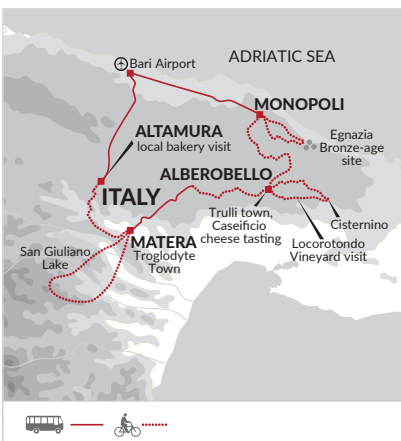 Bari Airport
ADRIATIC SEA
MONOPOLI
ALTAMURA
local bakery visit
Egnazia
Bronze-age
site
ALBEROBELLO
ITALY
Trulli town,
Caseificio
cheese tasting
Cisternino
Locorotondo
Vineyard visit
MATERA
Troglodyte
Town
San Giuliano
Lake